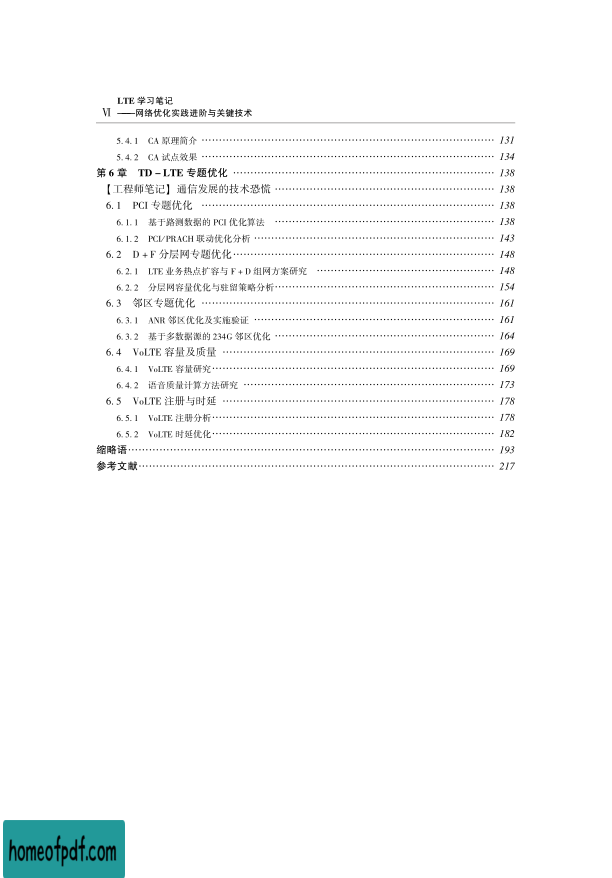 LTE 学习笔记
Ⅵ ——网络优化实践进阶与关键技术
5.4.1 CA 原理简介 …… 131
5.4.2 CA 试点效果 …… 134
第 6 章 TD – LTE 专题优化 …… 138
【工程师笔记】通信发展的技术恐慌 …… 138
6.1 PCI 专题优化 …… 138
6.1.1 基于路测数据的 PCI 优化算法 …… 138
6.1.2 PCI/PRACH 联动优化分析 …… 143
6.2 D + F 分层网专题优化 …… 148
6.2.1 LTE 业务热点扩容与 F + D 组网方案研究 …… 148
6.2.2 分层网容量优化与驻留策略分析 …… 154
6.3 邻区专题优化 …… 161
6.3.1 ANR 邻区优化及实施验证 …… 161
6.3.2 基于多数据源的 234G 邻区优化 …… 164
6.4 VoLTE 容量及质量 …… 169
6.4.1 VoLTE 容量研究 …… 169
6.4.2 语音质量计算方法研究 …… 173
6.5 VoLTE 注册与时延 …… 178
6.5.1 VoLTE 注册分析 …… 178
6.5.2 VoLTE 时延优化 …… 182
缩略语 …… 193
参考文献 …… 217
homeofpdf.com